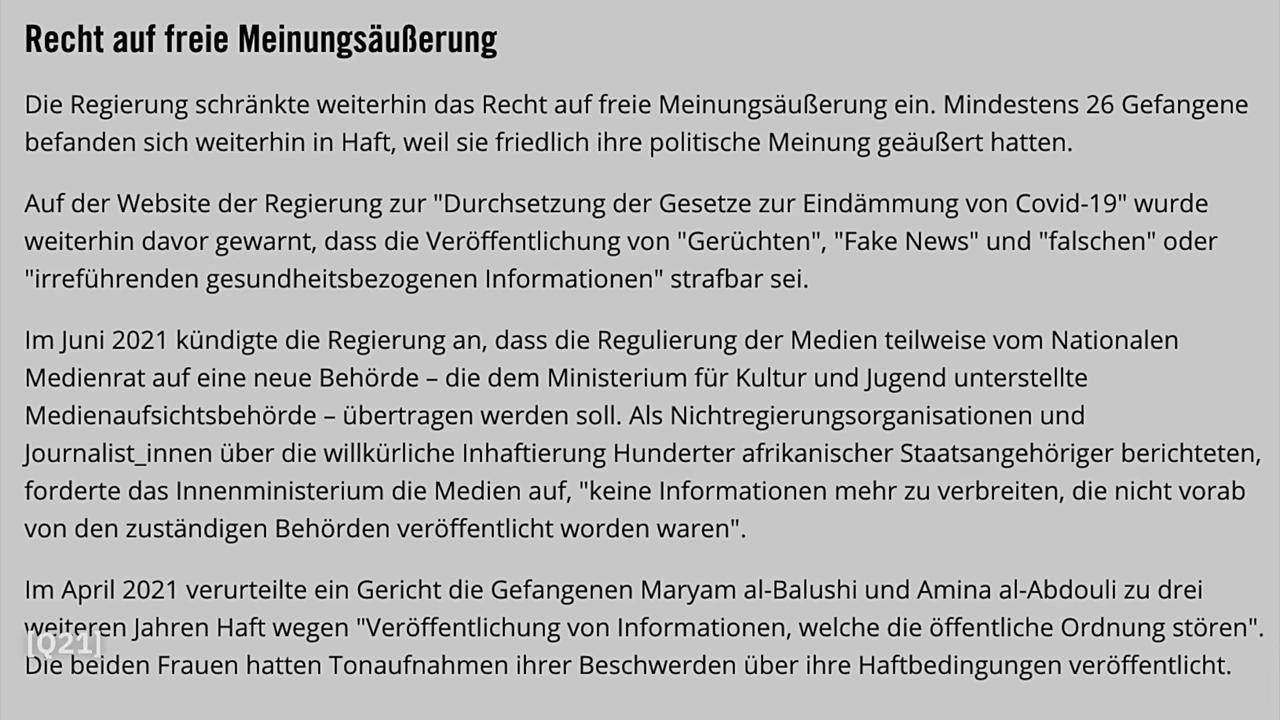 Recht auf freie Meinungsäußerung
Die Regierung schränkte weiterhin das Recht auf freie Meinungsäußerung ein. Mindestens 26 Gefangene
befanden sich weiterhin in Haft, weil sie friedlich ihre politische Meinung geäußert hatten.
Auf der Website der Regierung zur "Durchsetzung der Gesetze zur Eindämmung von Covid-19" wurde
weiterhin davor gewarnt, dass die Veröffentlichung von "Gerüchten", "Fake News" und "falschen" oder
"irreführenden gesundheitsbezogenen Informationen" strafbar sei.
Im Juni 2021 kündigte die Regierung an, dass die Regulierung der Medien teilweise vom Nationalen
Medienrat auf eine neue Behörde – die dem Ministerium für Kultur und Jugend unterstellte
Medienaufsichtsbehörde – übertragen werden soll. Als Nichtregierungsorganisationen und
Journalist_innen über die willkürliche Inhaftierung Hunderter afrikanischer Staatsangehöriger berichteten,
forderte das Innenministerium die Medien auf, "keine Informationen mehr zu verbreiten, die nicht vorab
von den zuständigen Behörden veröffentlicht worden waren".
Im April 2021 verurteilte ein Gericht die Gefangenen Maryam al-Balushi und Amina al-Abdouli zu drei
weiteren Jahren Haft wegen "Veröffentlichung von Informationen, welche die öffentliche Ordnung stören".
[Q21]
Die beiden Frauen hatten Tonaufnahmen ihrer Beschwerden über ihre Haftbedingungen veröffentlicht.